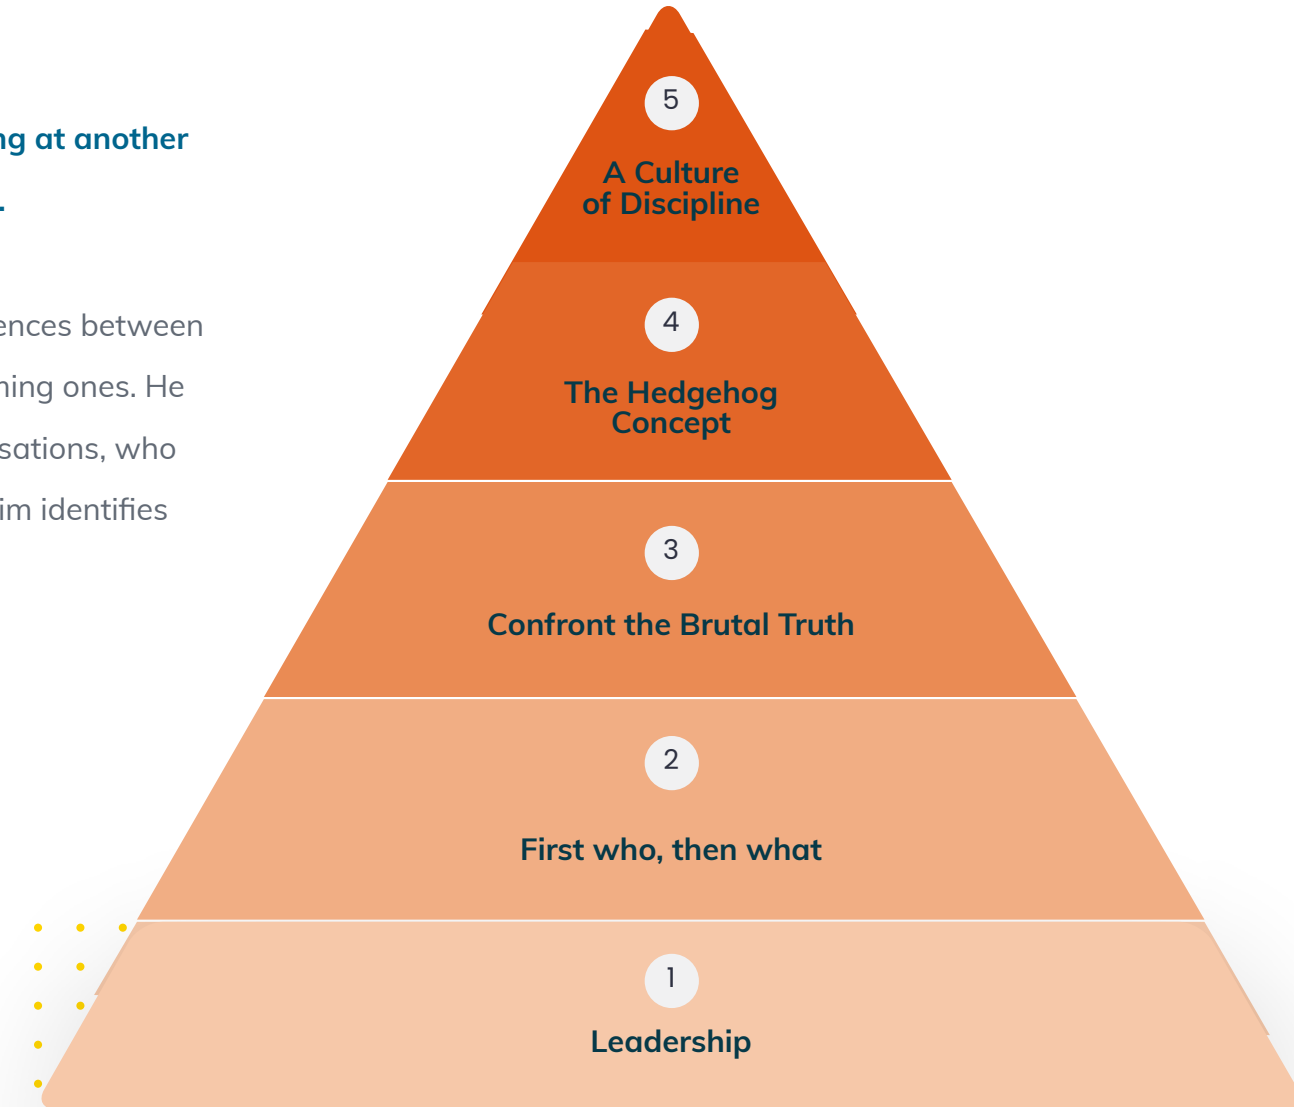 ng at another
.
ences between
ning ones. He
sations, who
im identifies
5
A Culture
of Discipline
4
The Hedgehog
Concept
3
Confront the Brutal Truth
2
First who, then what
1
Leadership